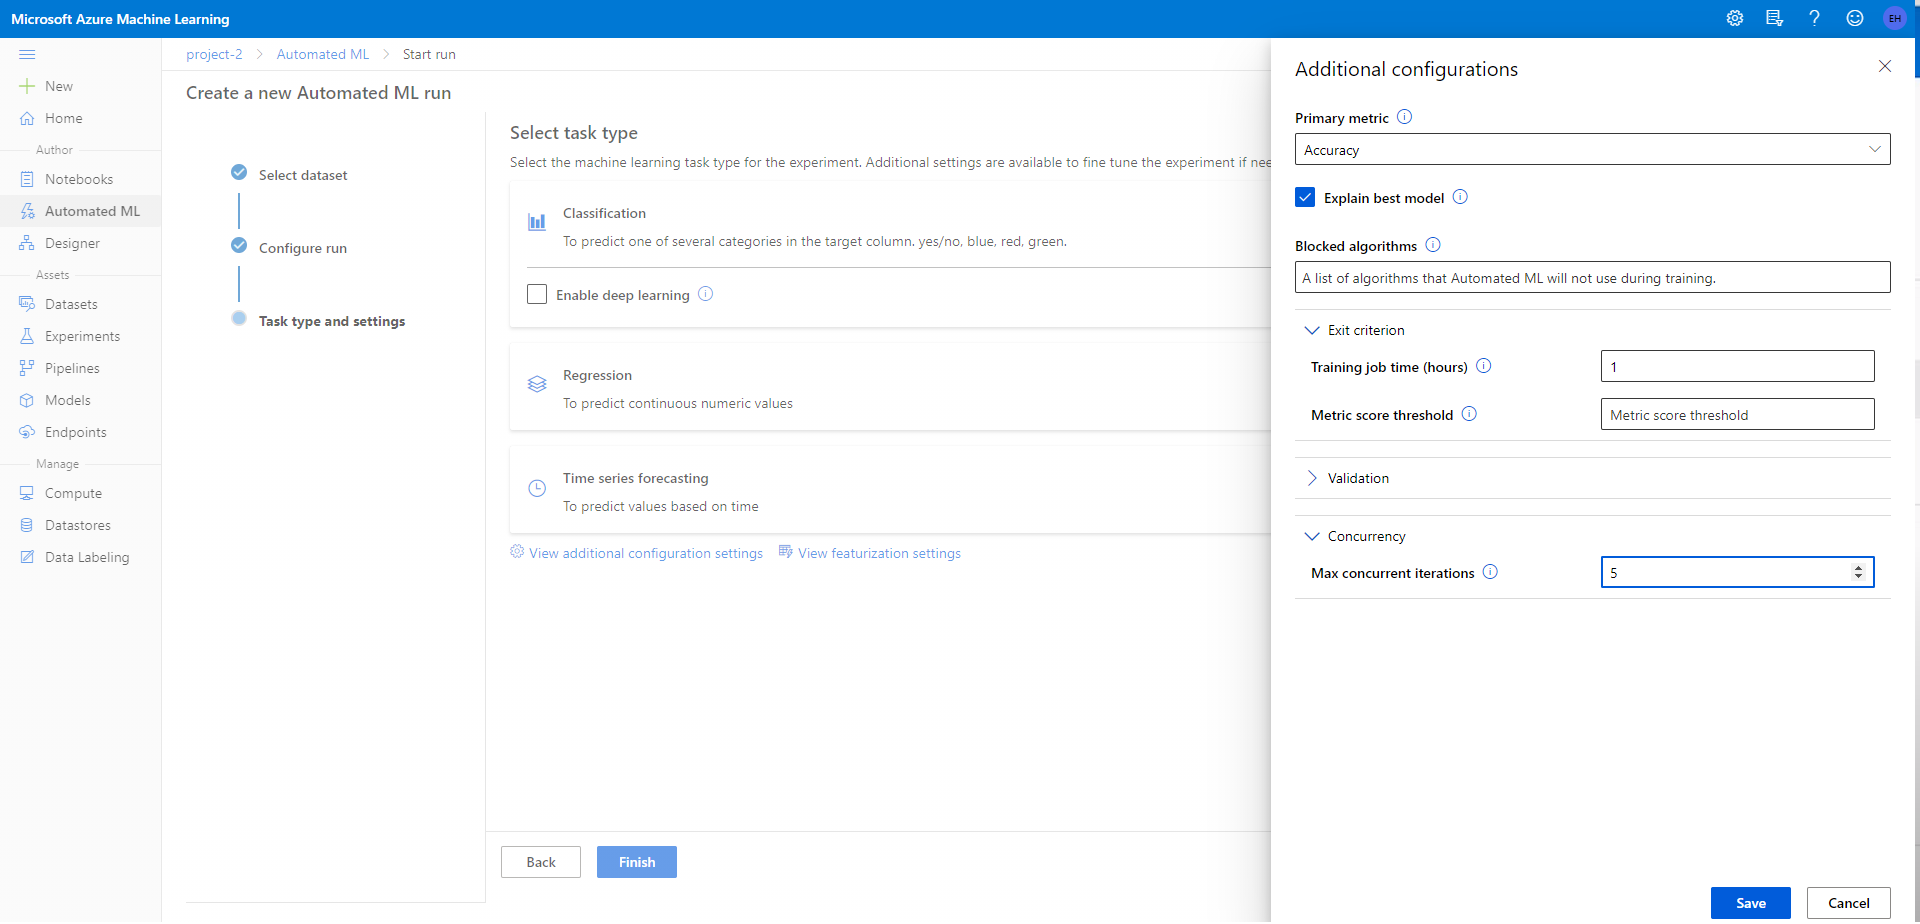 Microsoft Azure Machine Learning
EH
New
Home
Author
Notebooks
Automated ML
Designer
Assets
Datasets
Experiments
Pipelines
Models
Endpoints
Manage
Compute
Datastores
Data Labeling
project-2 > Automated ML > Start run
Create a new Automated ML run
Select dataset
Configure run
Task type and settings
Select task type
Select the machine learning task type for the experiment. Additional settings are available to fine tune the experiment if nee
Classification
To predict one of several categories in the target column. yes/no, blue, red, green.
Enable deep learning
Regression
To predict continuous numeric values
Time series forecasting
To predict values based on time
View additional configuration settings View featurization settings
Back Finish
Additional configurations
Primary metric
Accuracy
Explain best model
Blocked algorithms
A list of algorithms that Automated ML will not use during training.
Exit criterion
Training job time (hours) 1
Metric score threshold Metric score threshold
Validation
Concurrency
Max concurrent iterations 5
Save Cancel